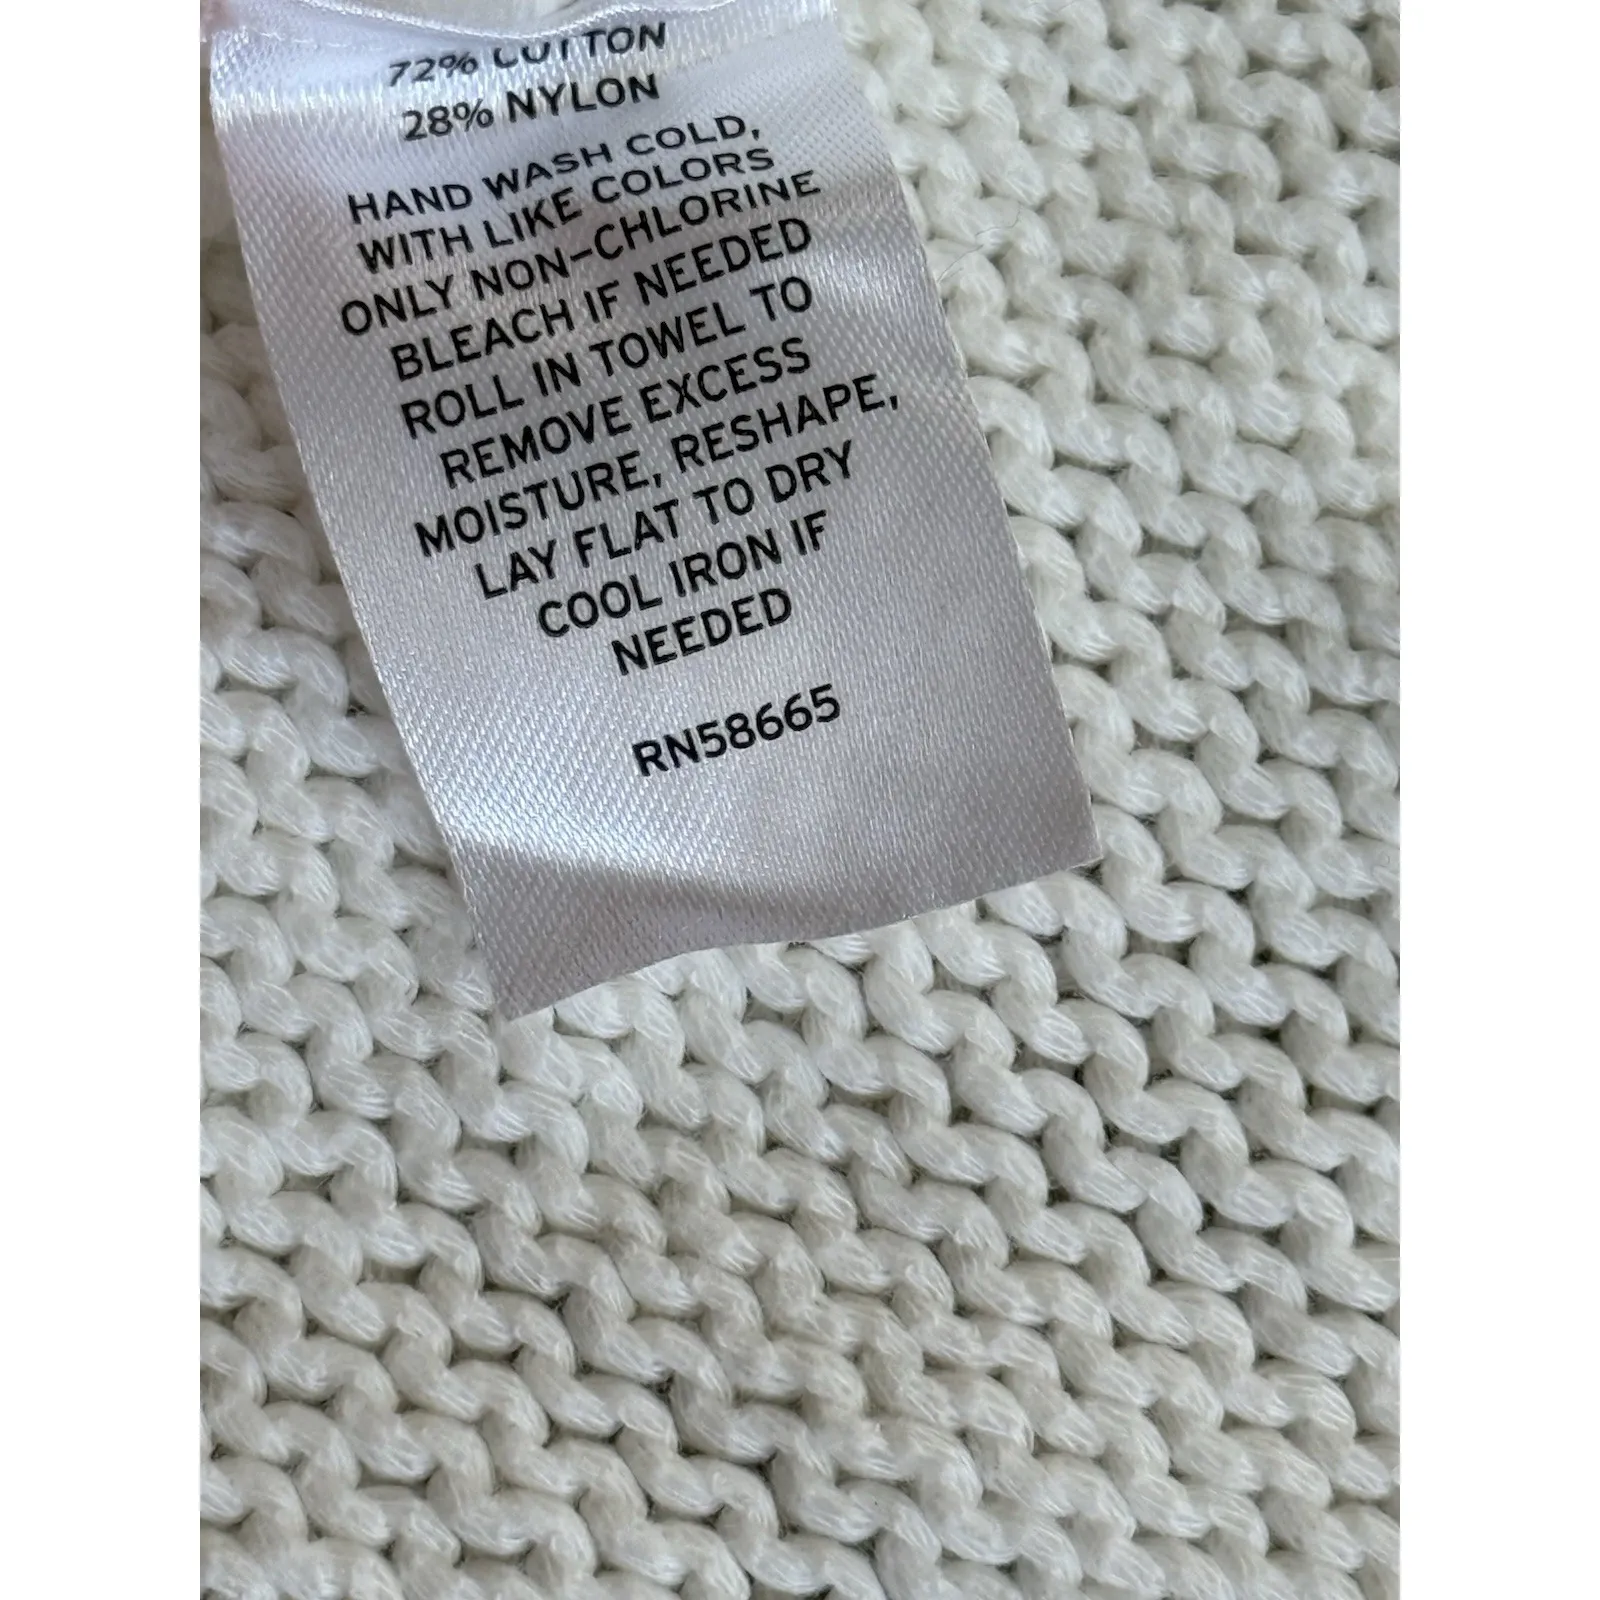 72% COTTON
28% NYLON
HAND WASH COLD,
WITH LIKE COLORS
ONLY NON-CHLORINE
BLEACH IF NEEDED
ROLL IN TOWEL TO
REMOVE EXCESS
MOISTURE, RESHAPE,
LAY FLAT TO DRY
COOL IRON IF
NEEDED
RN58665